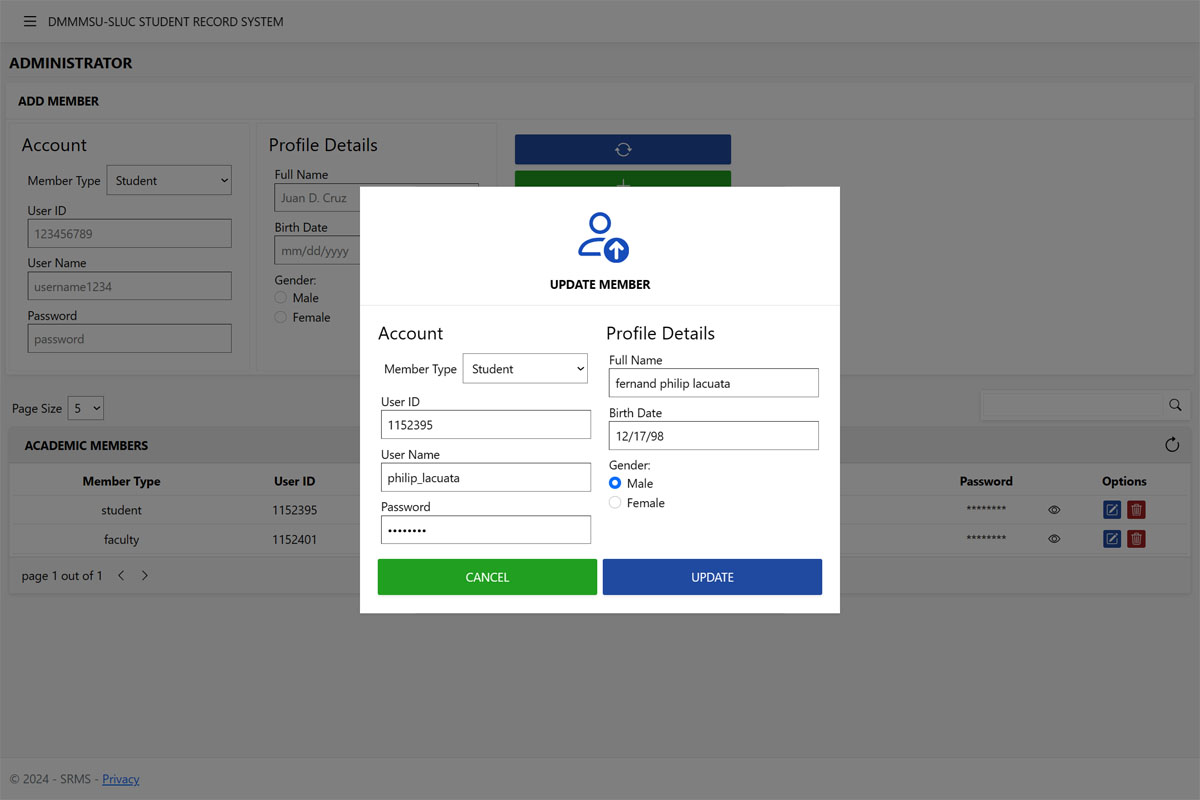 DMMMSU-SLUC STUDENT RECORD SYSTEM
ADMINISTRATOR
ADD MEMBER
Account
Member Type Student
User ID
123456789
User Name
username1234
Password
password
Profile Details
Full Name
Juan D. Cruz
Birth Date
mm/dd/yyyy
Gender:
Male
Female
UPDATE MEMBER
Account
Member Type Student
User ID
1152395
User Name
philip_lacuata
Password
••••••••
Profile Details
Full Name
fernand philip lacuata
Birth Date
12/17/98
Gender:
Male
Female
CANCEL UPDATE
Page Size 5
ACADEMIC MEMBERS
Member Type User ID Password Options
student 1152395 ********
faculty 1152401 ********
page 1 out of 1
© 2024 - SRMS - Privacy